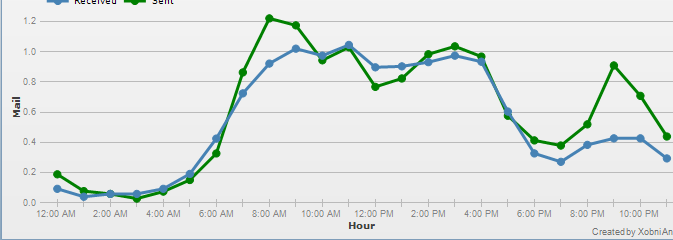 Received Sent
1.2
1.0
0.8
Mail
0.6
0.4
0.2
0.0
12:00 AM 2:00 AM 4:00 AM 6:00 AM 8:00 AM 10:00 AM 12:00 PM 2:00 PM 4:00 PM 6:00 PM 8:00 PM 10:00 PM
Hour
Created by XobniAn